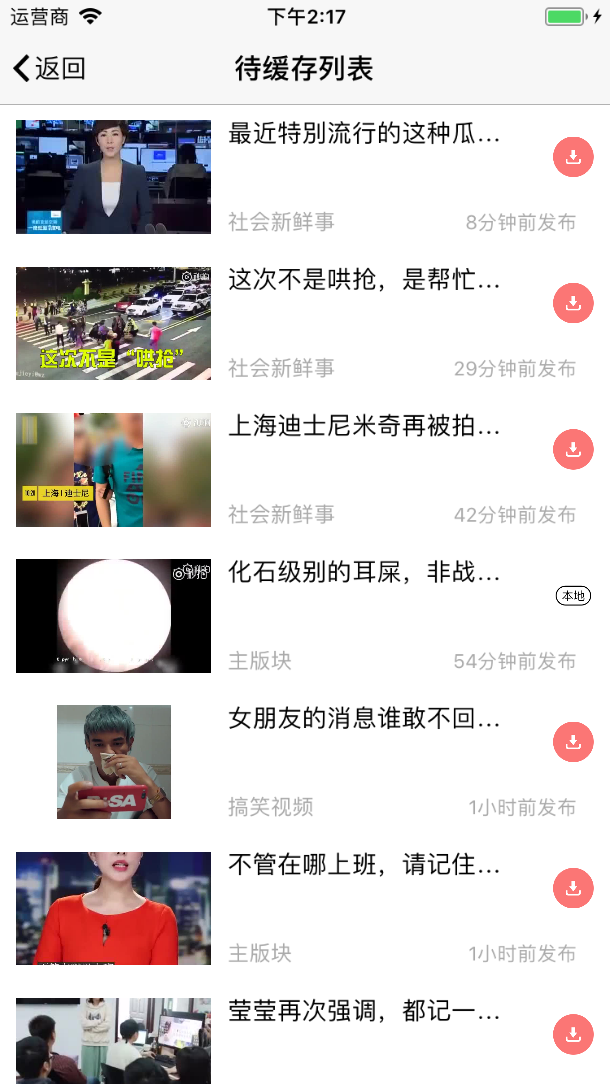 运营商
下午2:17
返回
待缓存列表
最近特别流行的这种瓜...
社会新鲜事
8分钟前发布
秒拍
这次不是“哄抢”
这次不是哄抢，是帮忙...
社会新鲜事
29分钟前发布
上海迪士尼
上海迪士尼米奇再被拍...
社会新鲜事
42分钟前发布
秒拍
化石级别的耳屎，非战...
本地
主版块
54分钟前发布
SA
女朋友的消息谁敢不回...
搞笑视频
1小时前发布
不管在哪上班，请记住...
主版块
1小时前发布
莹莹再次强调，都记一...